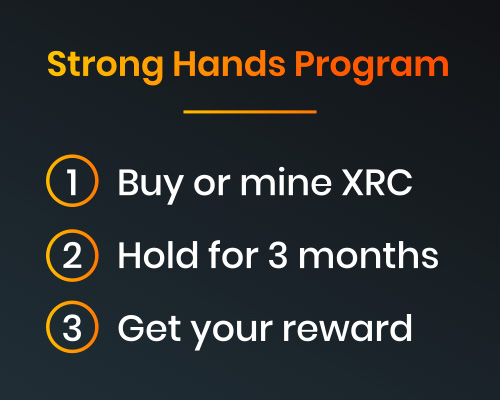 Strong Hands Program
1 Buy or mine XRC
2 Hold for 3 months
3 Get your reward